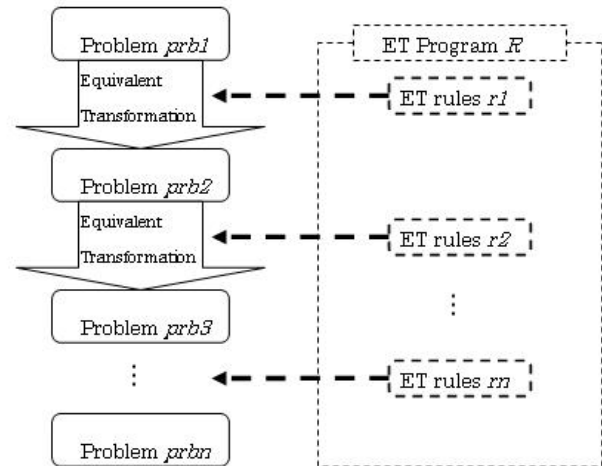 Problem prb1
Equivalent
Transformation
Problem prb2
Equivalent
Transformation
Problem prb3
⋮
Problem prbn
ET Program R
ET rules r1
ET rules r2
⋮
ET rules rn